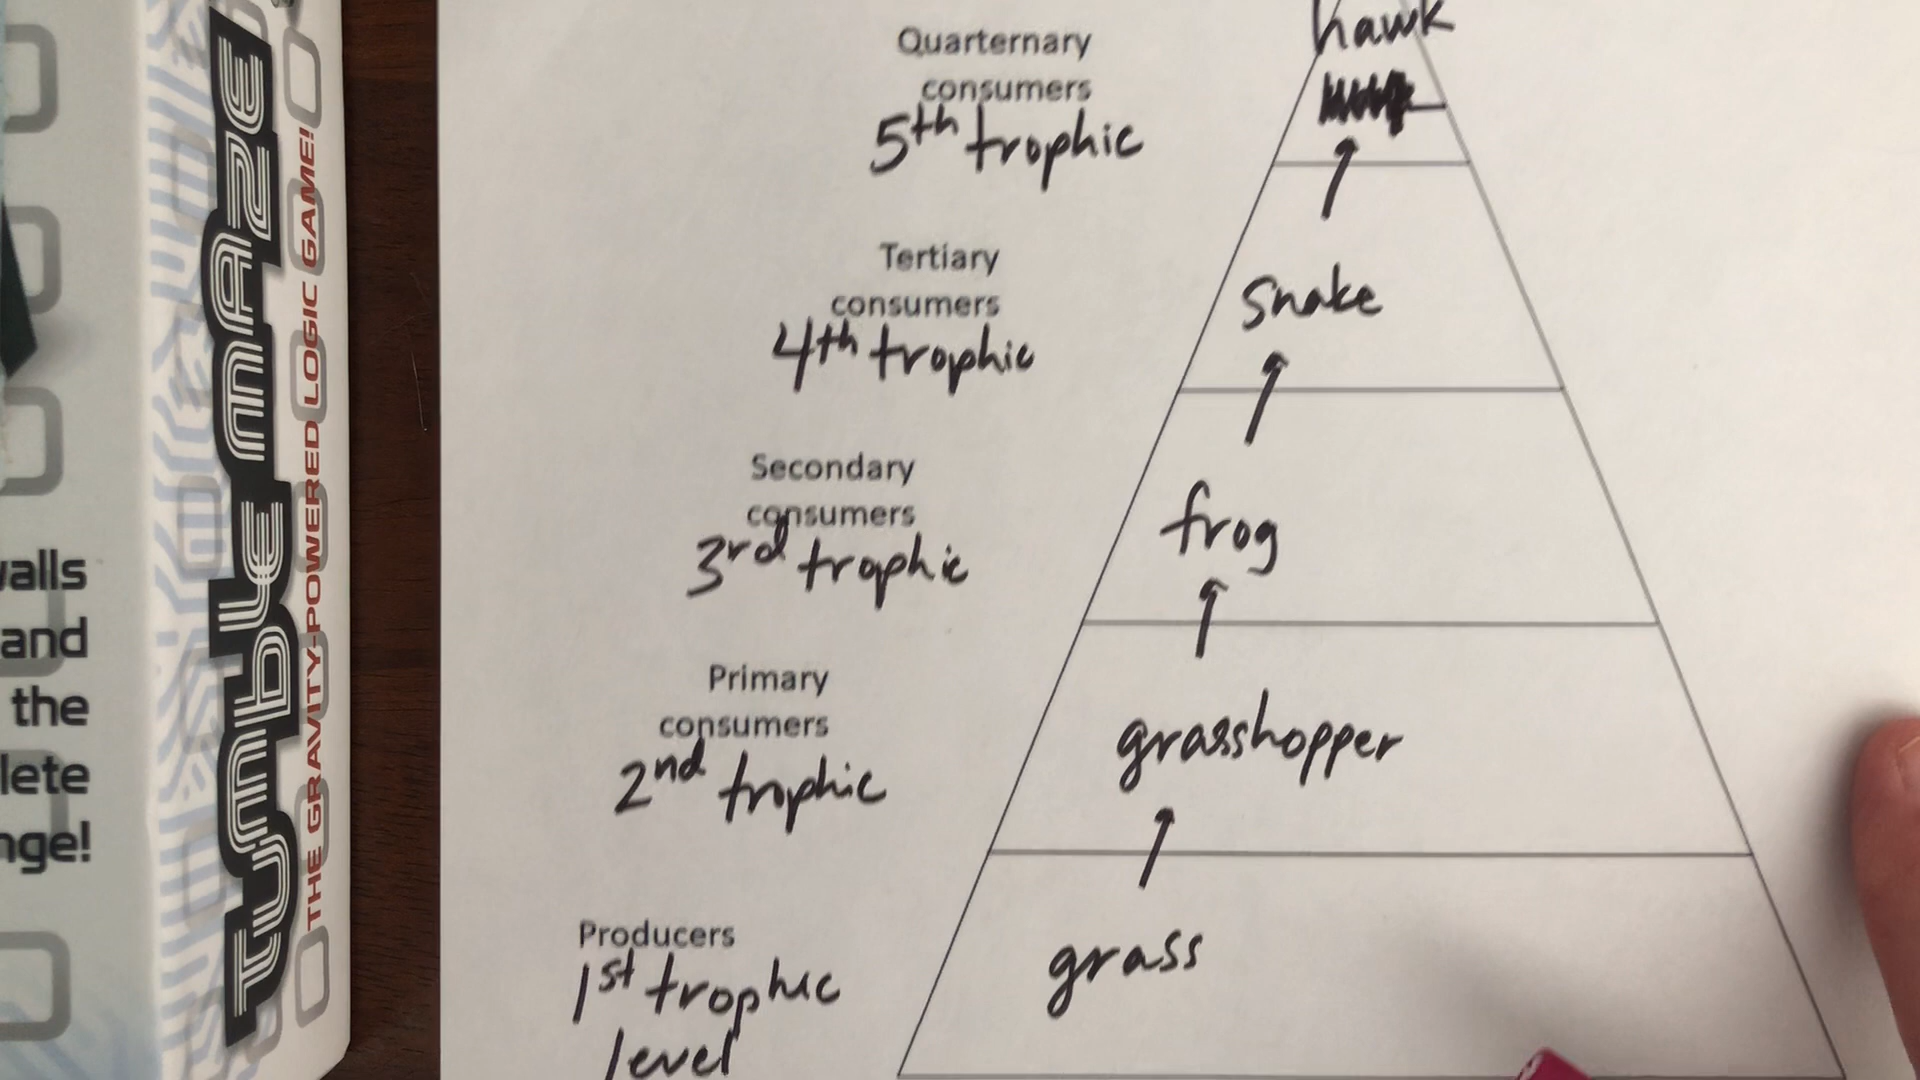 TUMBLE MAZE
THE GRAVITY-POWERED LOGIC GAME!
walls
and
the
lete
nge!
hawk
Quarternary
consumers
5th trophic
Tertiary
consumers
4th trophic
snake
Secondary
consumers
3rd trophic
frog
Primary
consumers
2nd trophic
grasshopper
Producers
1st trophic
level
grass